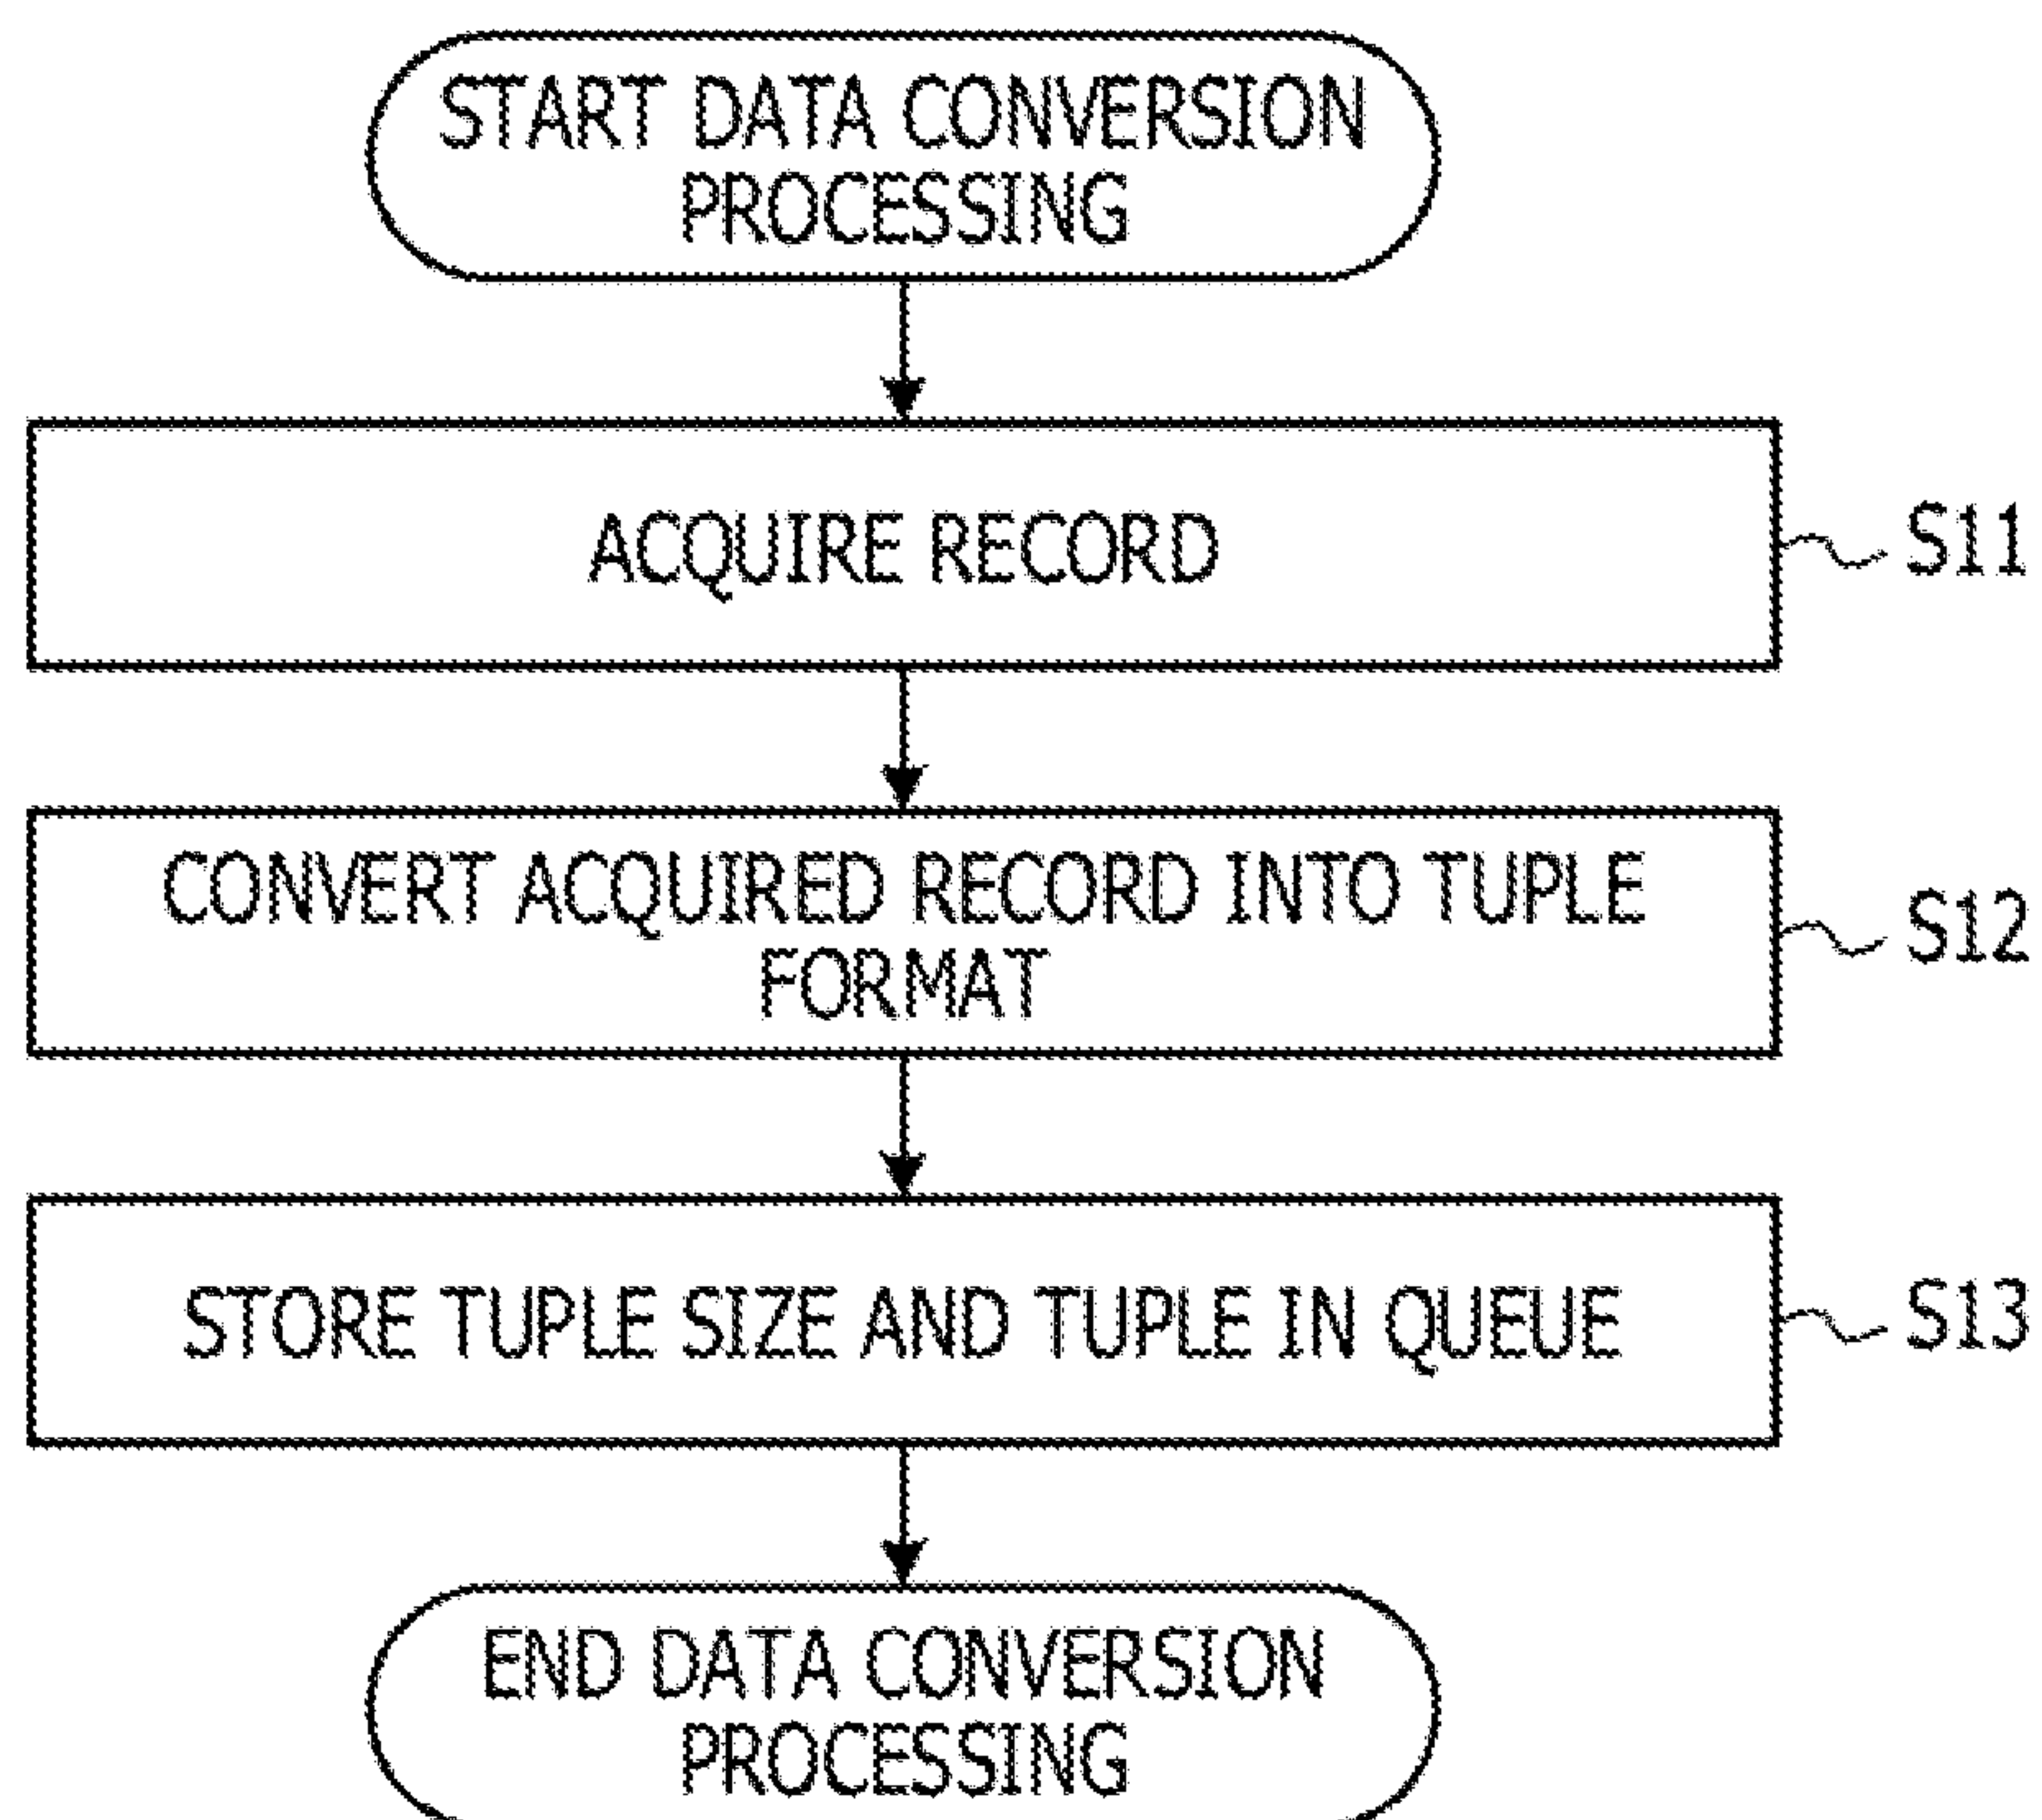 START DATA CONVERSION
PROCESSING
ACQUIRE RECORD
S11
CONVERT ACQUIRED RECORD INTO TUPLE
FORMAT
S12
STORE TUPLE SIZE AND TUPLE IN QUEUE
S13
END DATA CONVERSION
PROCESSING